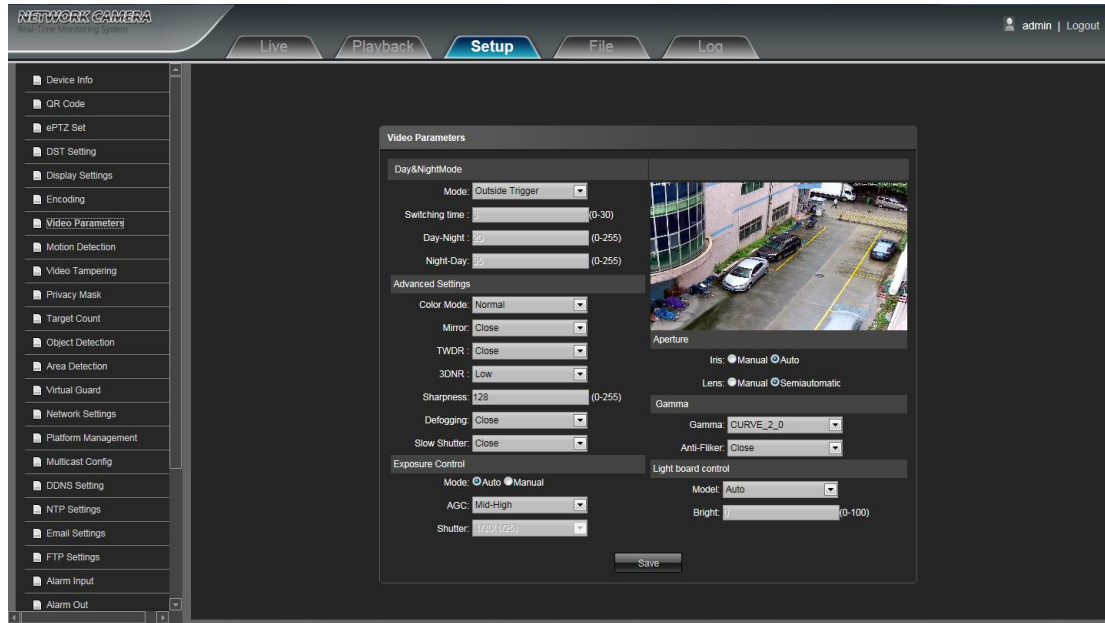 NETWORK CAMERA
Real-Time Monitoring System
admin | Logout
Live
Playback
Setup
File
Log
Device Info
QR Code
ePTZ Set
DST Setting
Display Settings
Encoding
Video Parameters
Motion Detection
Video Tampering
Privacy Mask
Target Count
Object Detection
Area Detection
Virtual Guard
Network Settings
Platform Management
Multicast Config
DDNS Setting
NTP Settings
Email Settings
FTP Settings
Alarm Input
Alarm Out
Video Parameters
Day&NightMode
Mode: Outside Trigger
Switching time : (0-30)
Day-Night : 20 (0-255)
Night-Day: (0-255)
Advanced Settings
Color Mode: Normal
Mirror: Close
TWDR : Close
3DNR : Low
Sharpness: 128 (0-255)
Defogging: Close
Slow Shutter: Close
Exposure Control
Mode: Auto Manual
AGC: Mid-High
Shutter: 1/30(1/25)
Aperture
Iris: Manual Auto
Lens: Manual Semiautomatic
Gamma
Gamma: CURVE_2_0
Anti-Fliker: Close
Light board control
Model: Auto
Bright: (0-100)
Save